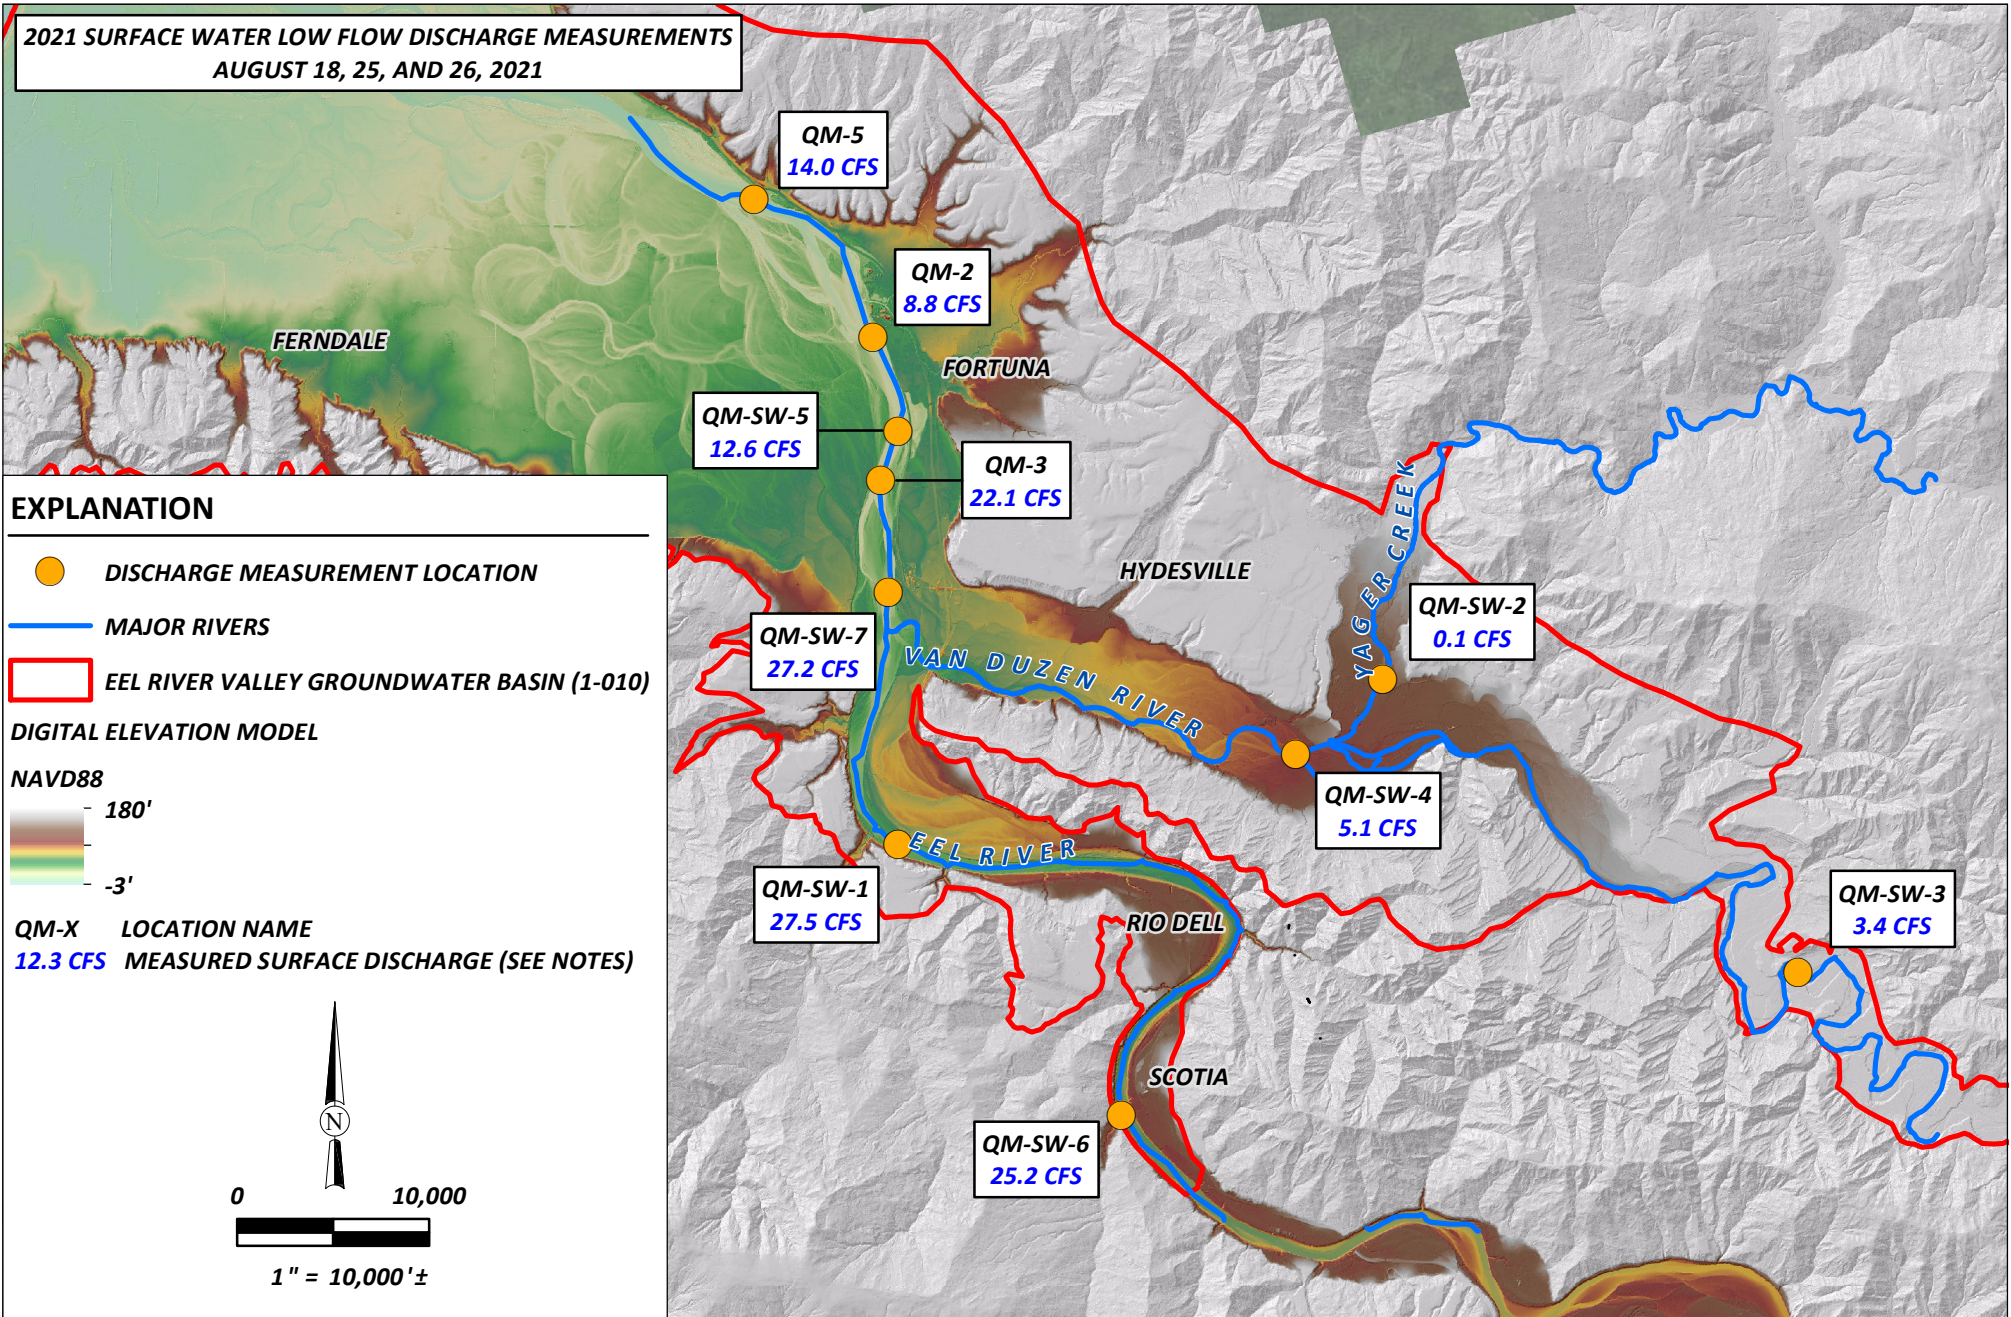 2021 SURFACE WATER LOW FLOW DISCHARGE MEASUREMENTS
AUGUST 18, 25, AND 26, 2021
QM-5
14.0 CFS
QM-2
8.8 CFS
FERNDALE
FORTUNA
QM-SW-5
12.6 CFS
QM-3
22.1 CFS
HYDESVILLE
YAGER CREEK
QM-SW-2
0.1 CFS
QM-SW-7
27.2 CFS
VAN DUZEN RIVER
QM-SW-4
5.1 CFS
EEL RIVER
QM-SW-1
27.5 CFS
RIO DELL
QM-SW-3
3.4 CFS
SCOTIA
QM-SW-6
25.2 CFS
EXPLANATION
DISCHARGE MEASUREMENT LOCATION
MAJOR RIVERS
EEL RIVER VALLEY GROUNDWATER BASIN (1-010)
DIGITAL ELEVATION MODEL
NAVD88
180'
-3'
QM-X LOCATION NAME
12.3 CFS MEASURED SURFACE DISCHARGE (SEE NOTES)
N
0 10,000
1" = 10,000'±